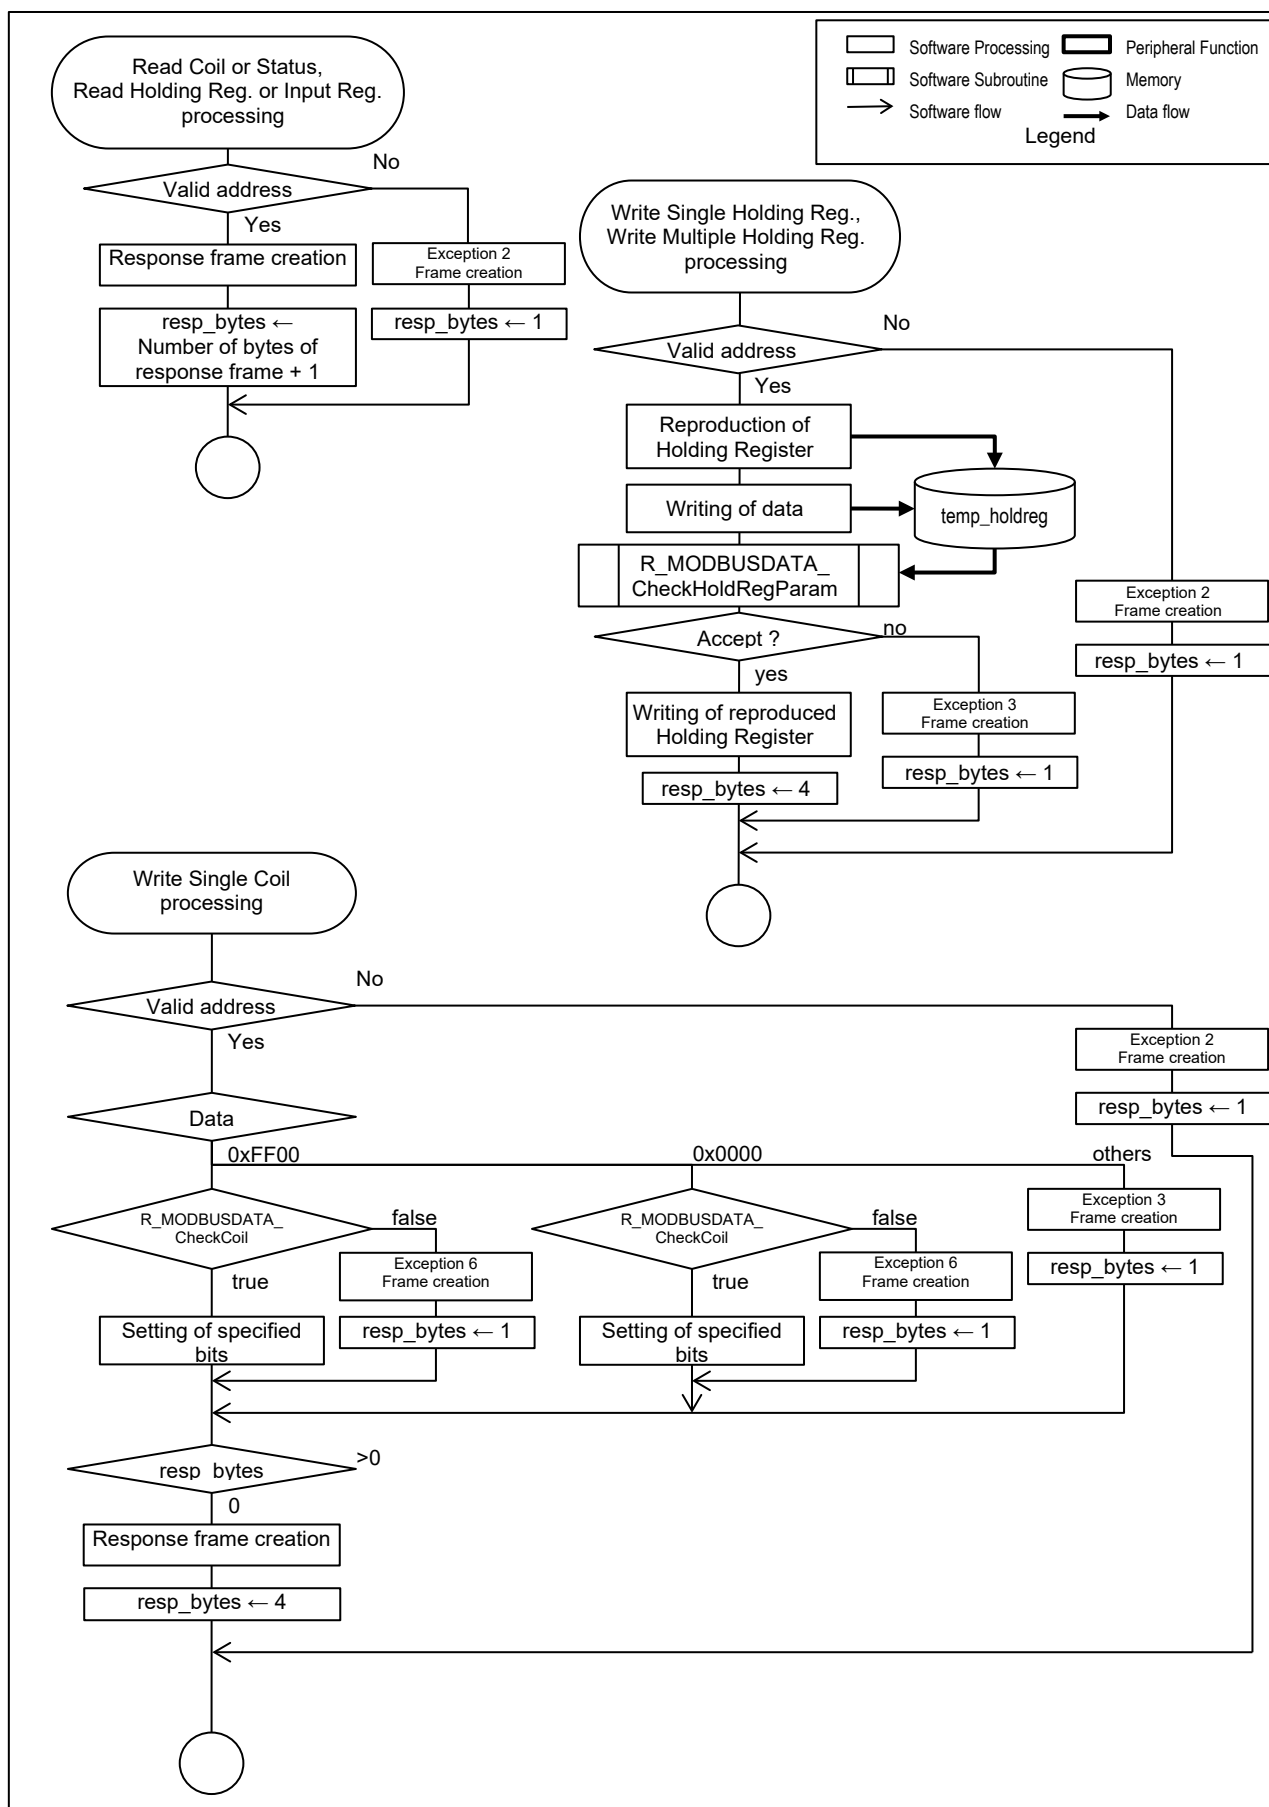 Read Coil or Status,
Read Holding Reg. or Input Reg.
processing
No
Valid address
Yes
Response frame creation
Exception 2
Frame creation
resp_bytes ←
Number of bytes of
response frame + 1
resp_bytes ← 1
Software Processing
Peripheral Function
Software Subroutine
Memory
Software flow
Data flow
Legend
Write Single Holding Reg.,
Write Multiple Holding Reg.
processing
No
Valid address
Yes
Reproduction of
Holding Register
Writing of data
temp_holdreg
R_MODBUSDATA_
CheckHoldRegParam
Accept ?
no
yes
Writing of reproduced
Holding Register
resp_bytes ← 4
Exception 3
Frame creation
resp_bytes ← 1
Exception 2
Frame creation
resp_bytes ← 1
Write Single Coil
processing
No
Valid address
Yes
Exception 2
Frame creation
resp_bytes ← 1
Data
0xFF00
0x0000
others
R_MODBUSDATA_
CheckCoil
false
true
Exception 6
Frame creation
resp_bytes ← 1
Setting of specified
bits
R_MODBUSDATA_
CheckCoil
false
true
Exception 6
Frame creation
resp_bytes ← 1
Setting of specified
bits
Exception 3
Frame creation
resp_bytes ← 1
resp_bytes
>0
0
Response frame creation
resp_bytes ← 4